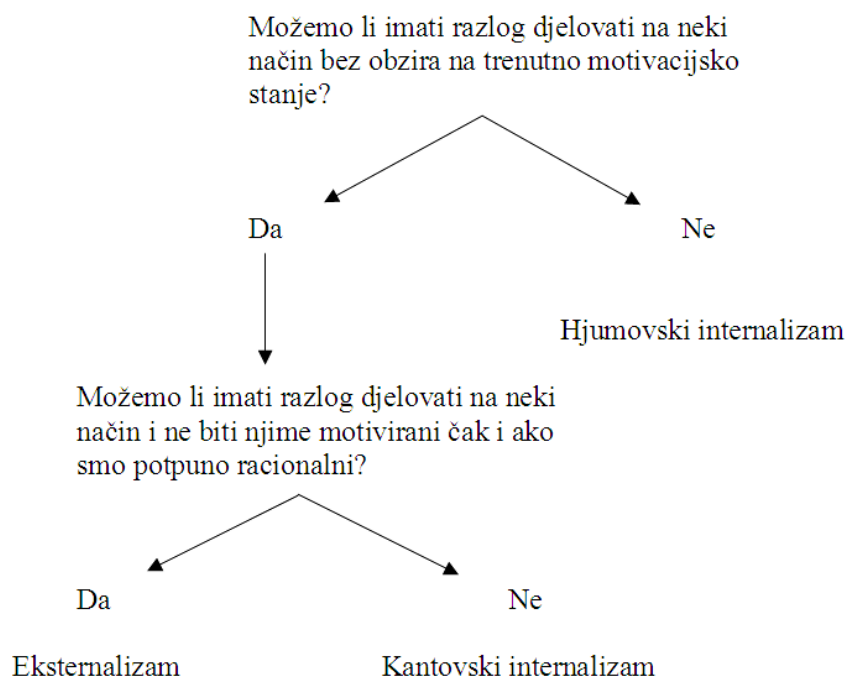 Možemo li imati razlog djelovati na neki
način bez obzira na trenutno motivacijsko
stanje?
Da
Ne
Hjumovski internalizam
Možemo li imati razlog djelovati na neki
način i ne biti njime motivirani čak i ako
smo potpuno racionalni?
Da
Ne
Eksternalizam
Kantovski internalizam